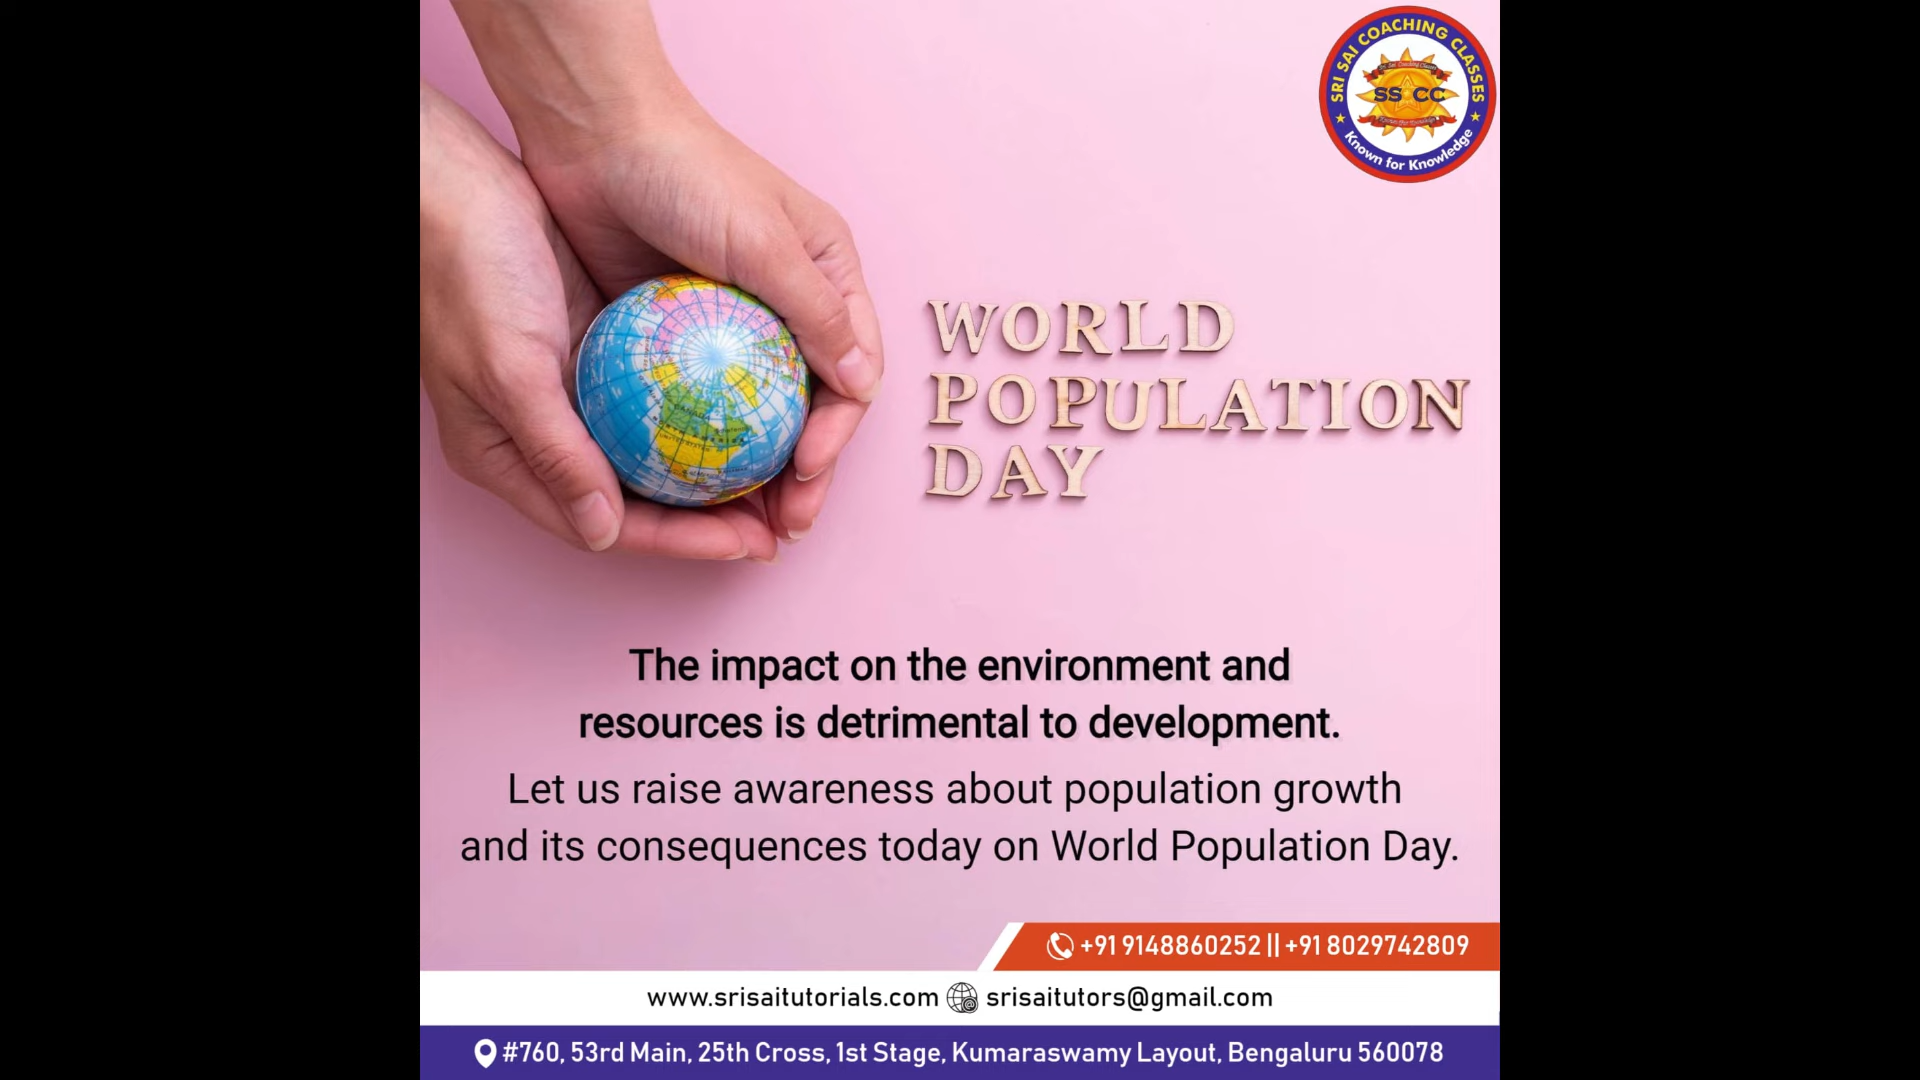 SRI SAI COACHING CLASSES
SS CC
Known for Knowledge
WORLD
POPULATION
DAY
The impact on the environment and
resources is detrimental to development.
Let us raise awareness about population growth
and its consequences today on World Population Day.
+91 9148860252 || +91 8029742809
www.srisaitutorials.com srisaitutors@gmail.com
#760, 53rd Main, 25th Cross, 1st Stage, Kumaraswamy Layout, Bengaluru 560078